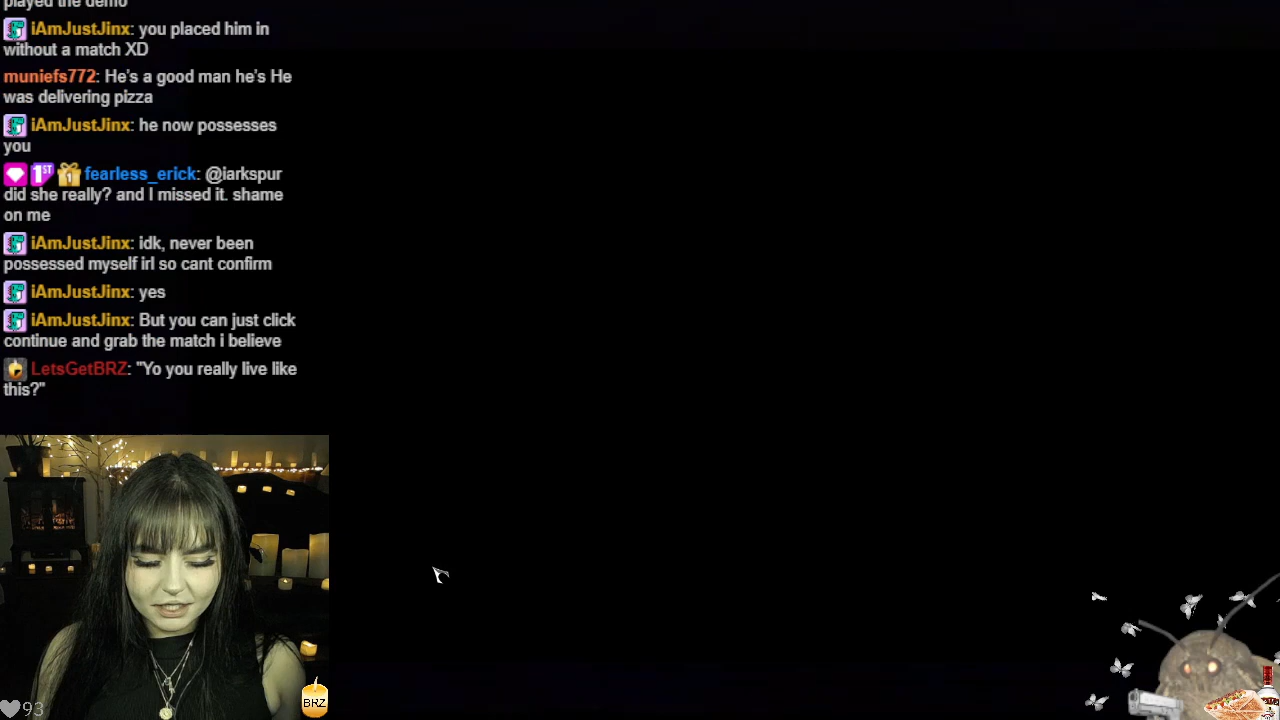 played the demo
iAmJustJinx: you placed him in
without a match XD
muniefs772: He's a good man he's He
was delivering pizza
iAmJustJinx: he now possesses
you
1ST 1 fearless_erick: @iarkspur
did she really? and I missed it. shame
on me
iAmJustJinx: idk, never been
possessed myself irl so cant confirm
iAmJustJinx: yes
iAmJustJinx: But you can just click
continue and grab the match i believe
LetsGetBRZ: "Yo you really live like
this?"
BRZ
93